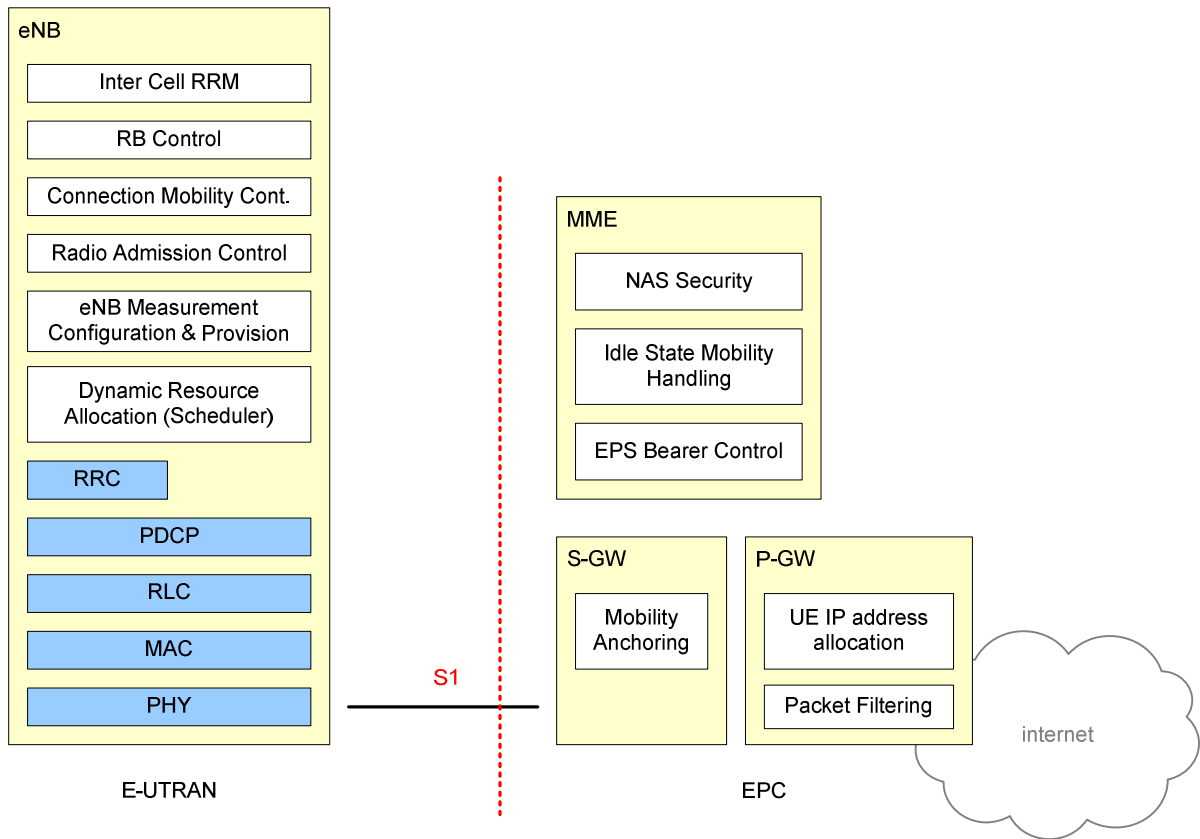 eNB
Inter Cell RRM
RB Control
Connection Mobility Cont.
Radio Admission Control
eNB Measurement
Configuration & Provision
Dynamic Resource
Allocation (Scheduler)
RRC
PDCP
RLC
MAC
PHY
S1
MME
NAS Security
Idle State Mobility
Handling
EPS Bearer Control
S-GW
Mobility
Anchoring
P-GW
UE IP address
allocation
Packet Filtering
internet
E-UTRAN
EPC